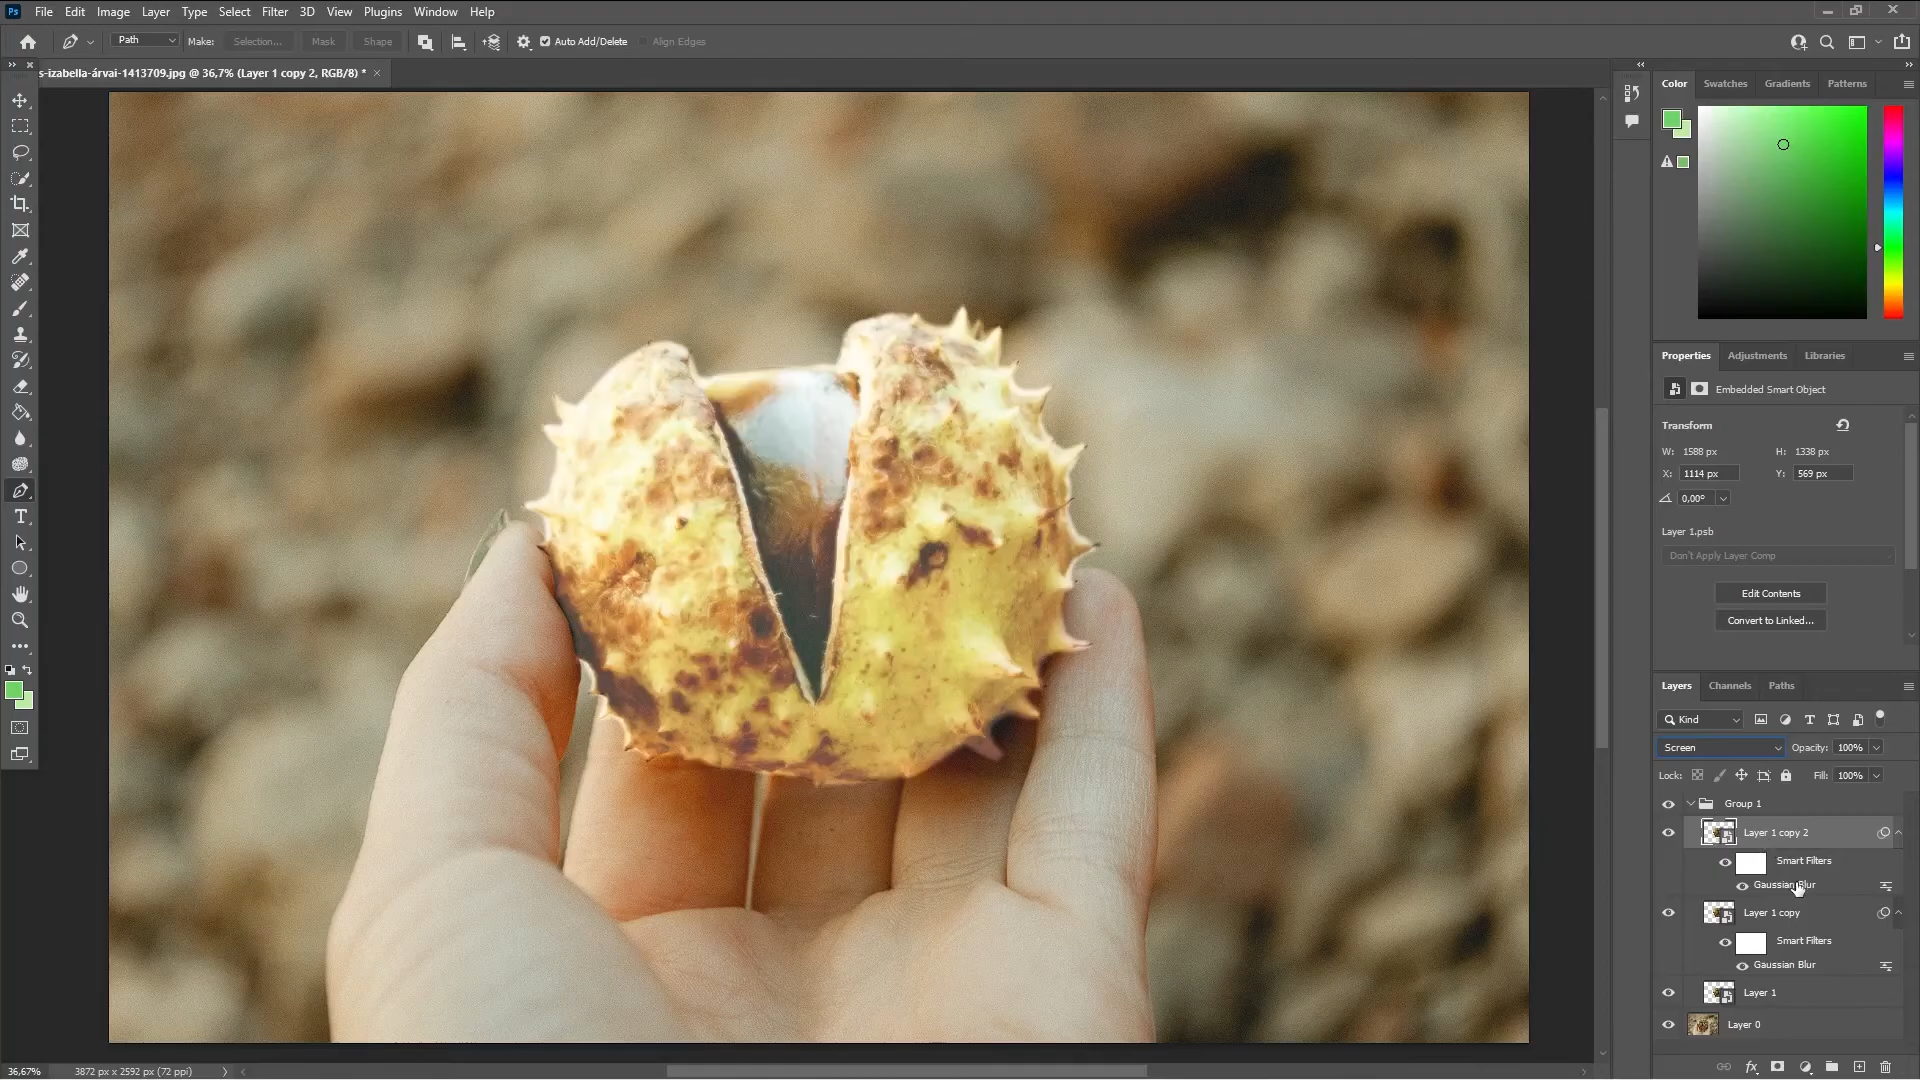 Ps File Edit Image Layer Type Select Filter 3D View Plugins Window Help
Path Make: Selection... Mask Shape Auto Add/Delete Align Edges
s-izabella-árvai-1413709.jpg @ 36,7% (Layer 1 copy 2, RGB/8) *
Color Swatches Gradients Patterns
Properties Adjustments Libraries
Embedded Smart Object
Transform
W: 1588 px H: 1338 px
X: 1114 px Y: 569 px
0,00°
Layer 1.psb
Don't Apply Layer Comp
Edit Contents
Convert to Linked...
Layers Channels Paths
Kind
Screen Opacity: 100%
Lock: Fill: 100%
Group 1
Layer 1 copy 2
Smart Filters
Gaussian Blur
Layer 1 copy
Smart Filters
Gaussian Blur
Layer 1
Layer 0
fx
36,67% 3872 px x 2592 px (72 ppi)